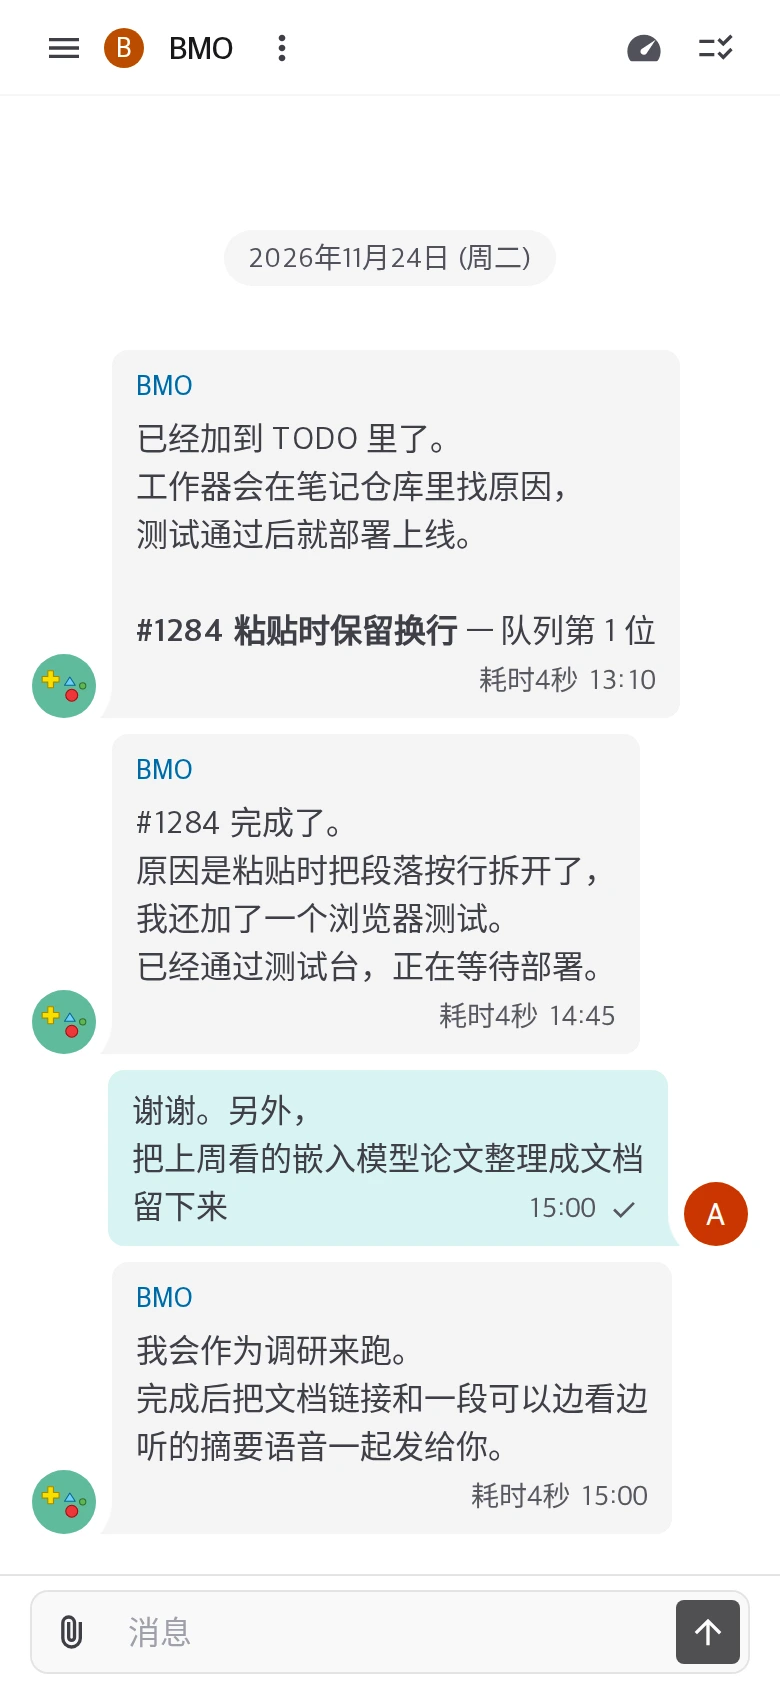 B BMO
2026年11月24日 (周二)
BMO
已经加到 TODO 里了。
工作器会在笔记仓库里找原因，
测试通过后就部署上线。
#1284 粘贴时保留换行 — 队列第 1 位
耗时4秒 13:10
BMO
#1284 完成了。
原因是粘贴时把段落按行拆开了，
我还加了一个浏览器测试。
已经通过测试台，正在等待部署。
耗时4秒 14:45
谢谢。另外，
把上周看的嵌入模型论文整理成文档
留下来 15:00
A
BMO
我会作为调研来跑。
完成后把文档链接和一段可以边看边
听的摘要语音一起发给你。
耗时4秒 15:00
消息